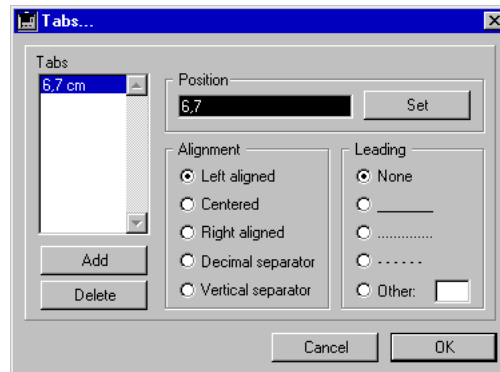 Tabs...
Tabs
6,7 cm
Add
Delete
Position
6,7
Set
Alignment
Left aligned
Centered
Right aligned
Decimal separator
Vertical separator
Leading
None
_______
.............
- - - - - -
Other:
Cancel
OK